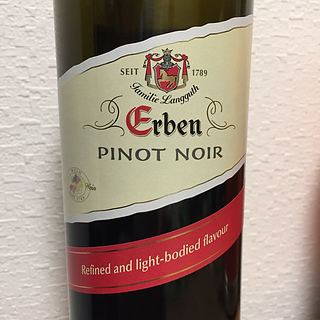 SEIT 1789
Familie Langguth
Erben
PINOT NOIR
Refined and light-bodied flavour